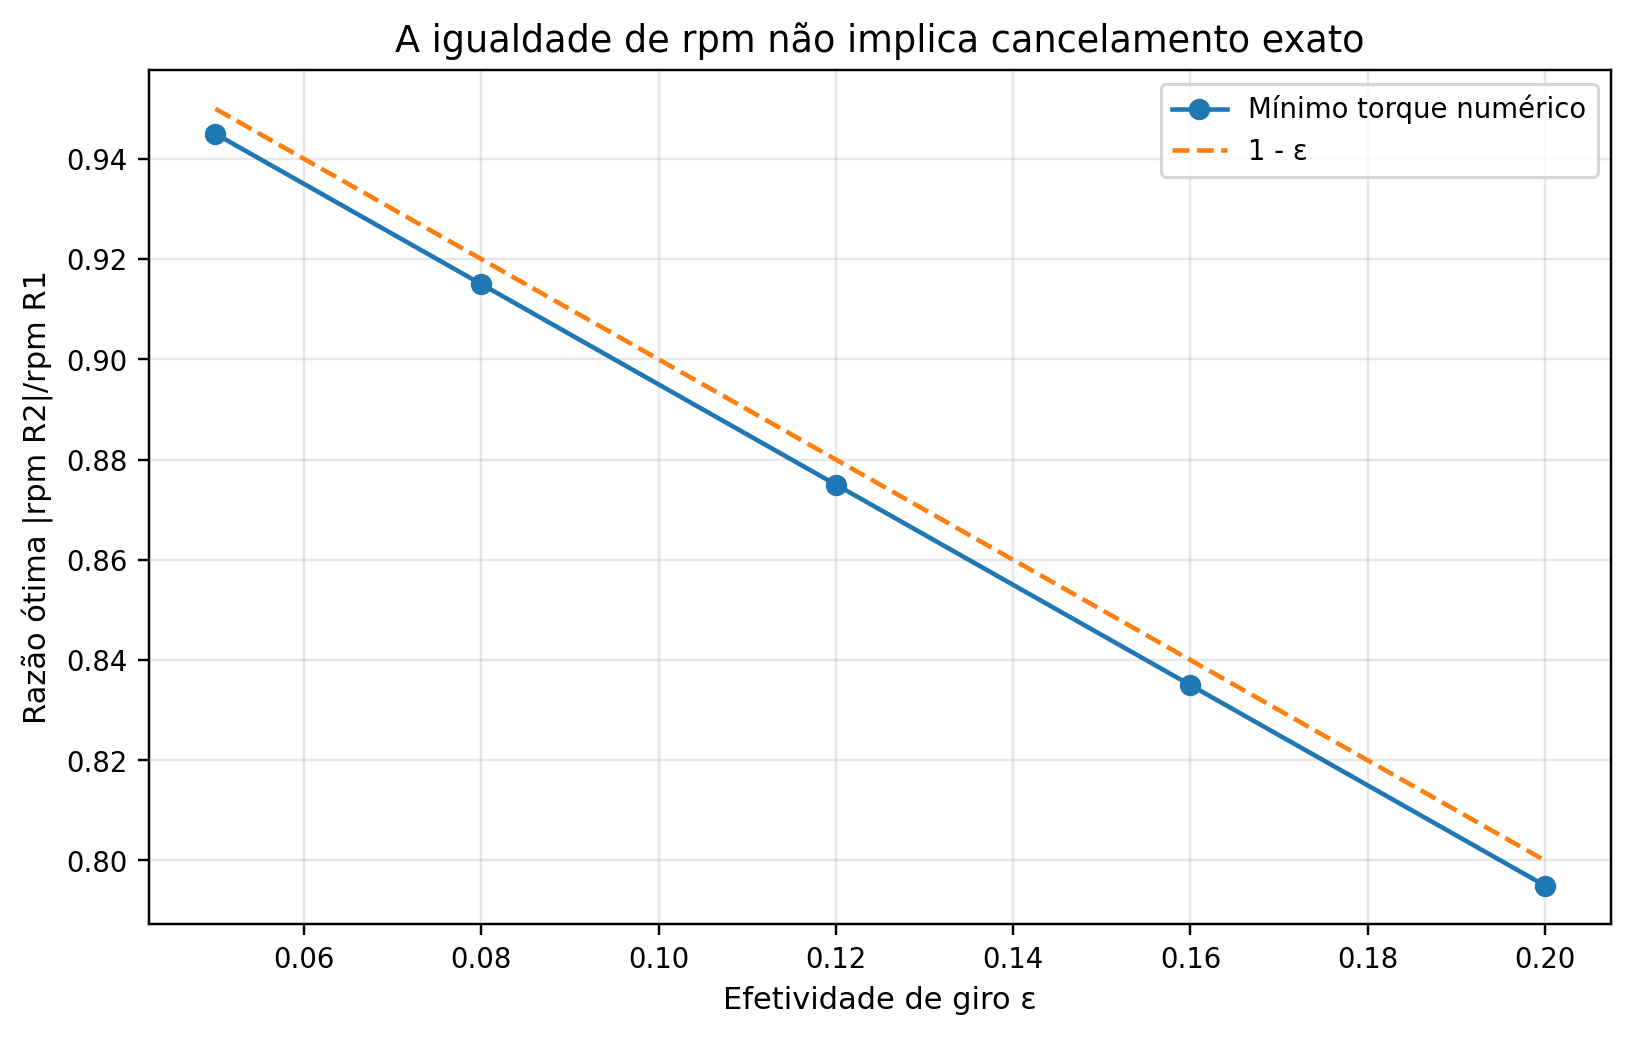 A igualdade de rpm não implica cancelamento exato
Mínimo torque numérico
1 - ε
Razão ótima |rpm R2|/rpm R1
0.94
0.92
0.90
0.88
0.86
0.84
0.82
0.80
0.06 0.08 0.10 0.12 0.14 0.16 0.18 0.20
Efetividade de giro ε